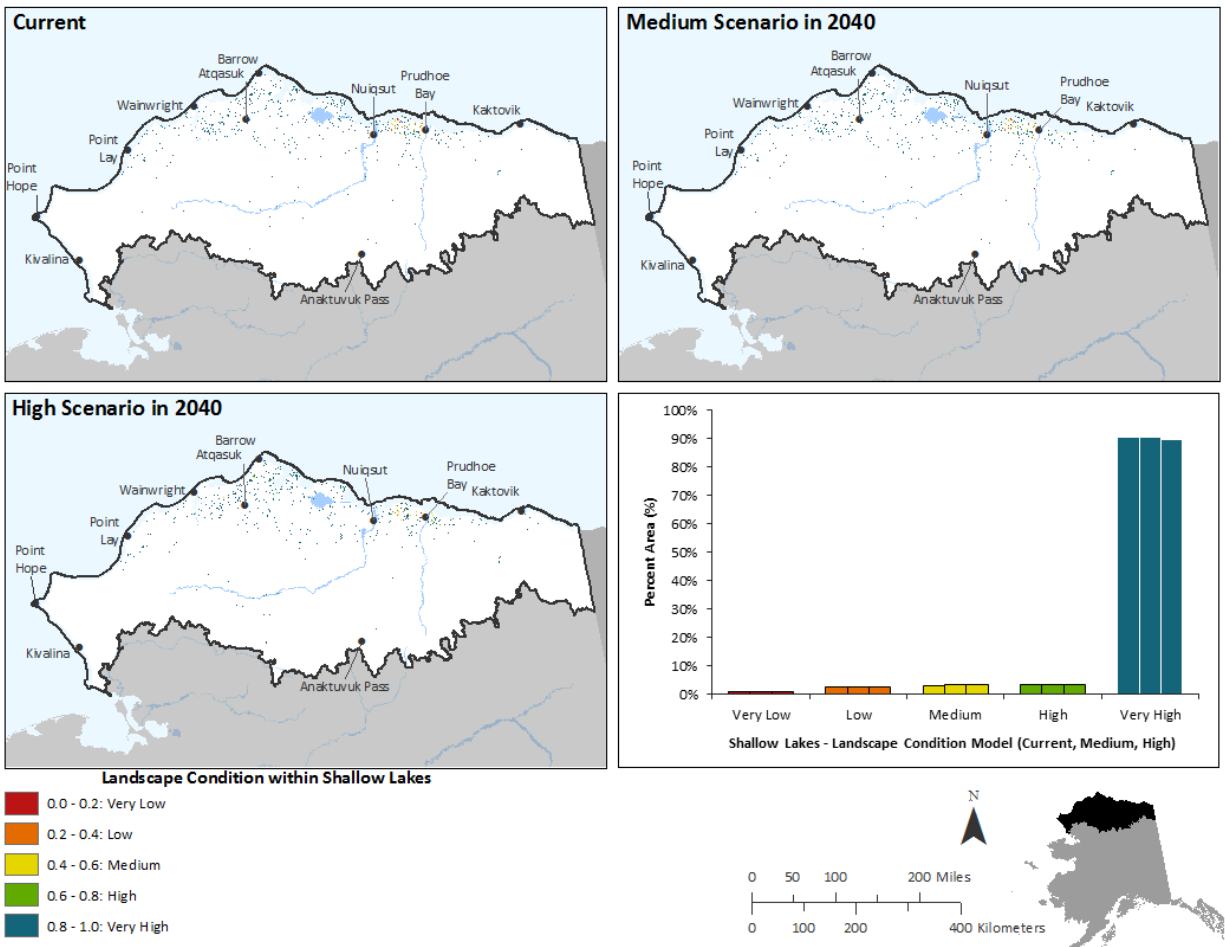 Current
Barrow
Atqasuk
Wainwright
Point
Lay
Point
Hope
Kivalina
Nuiqsut
Prudhoe
Bay
Kaktovik
Anaktuvuk Pass
Medium Scenario in 2040
Barrow
Atqasuk
Wainwright
Point
Lay
Point
Hope
Kivalina
Nuiqsut
Prudhoe
Bay
Kaktovik
Anaktuvuk Pass
High Scenario in 2040
Barrow
Atqasuk
Wainwright
Point
Lay
Point
Hope
Kivalina
Nuiqsut
Prudhoe
Bay
Kaktovik
Anaktuvuk Pass
100%
90%
80%
70%
60%
50%
40%
30%
20%
10%
0%
Percent Area (%)
Very Low Low Medium High Very High
Shallow Lakes - Landscape Condition Model (Current, Medium, High)
Landscape Condition within Shallow Lakes
0.0 - 0.2: Very Low
0.2 - 0.4: Low
0.4 - 0.6: Medium
0.6 - 0.8: High
0.8 - 1.0: Very High
N
0 50 100 200 Miles
0 100 200 400 Kilometers